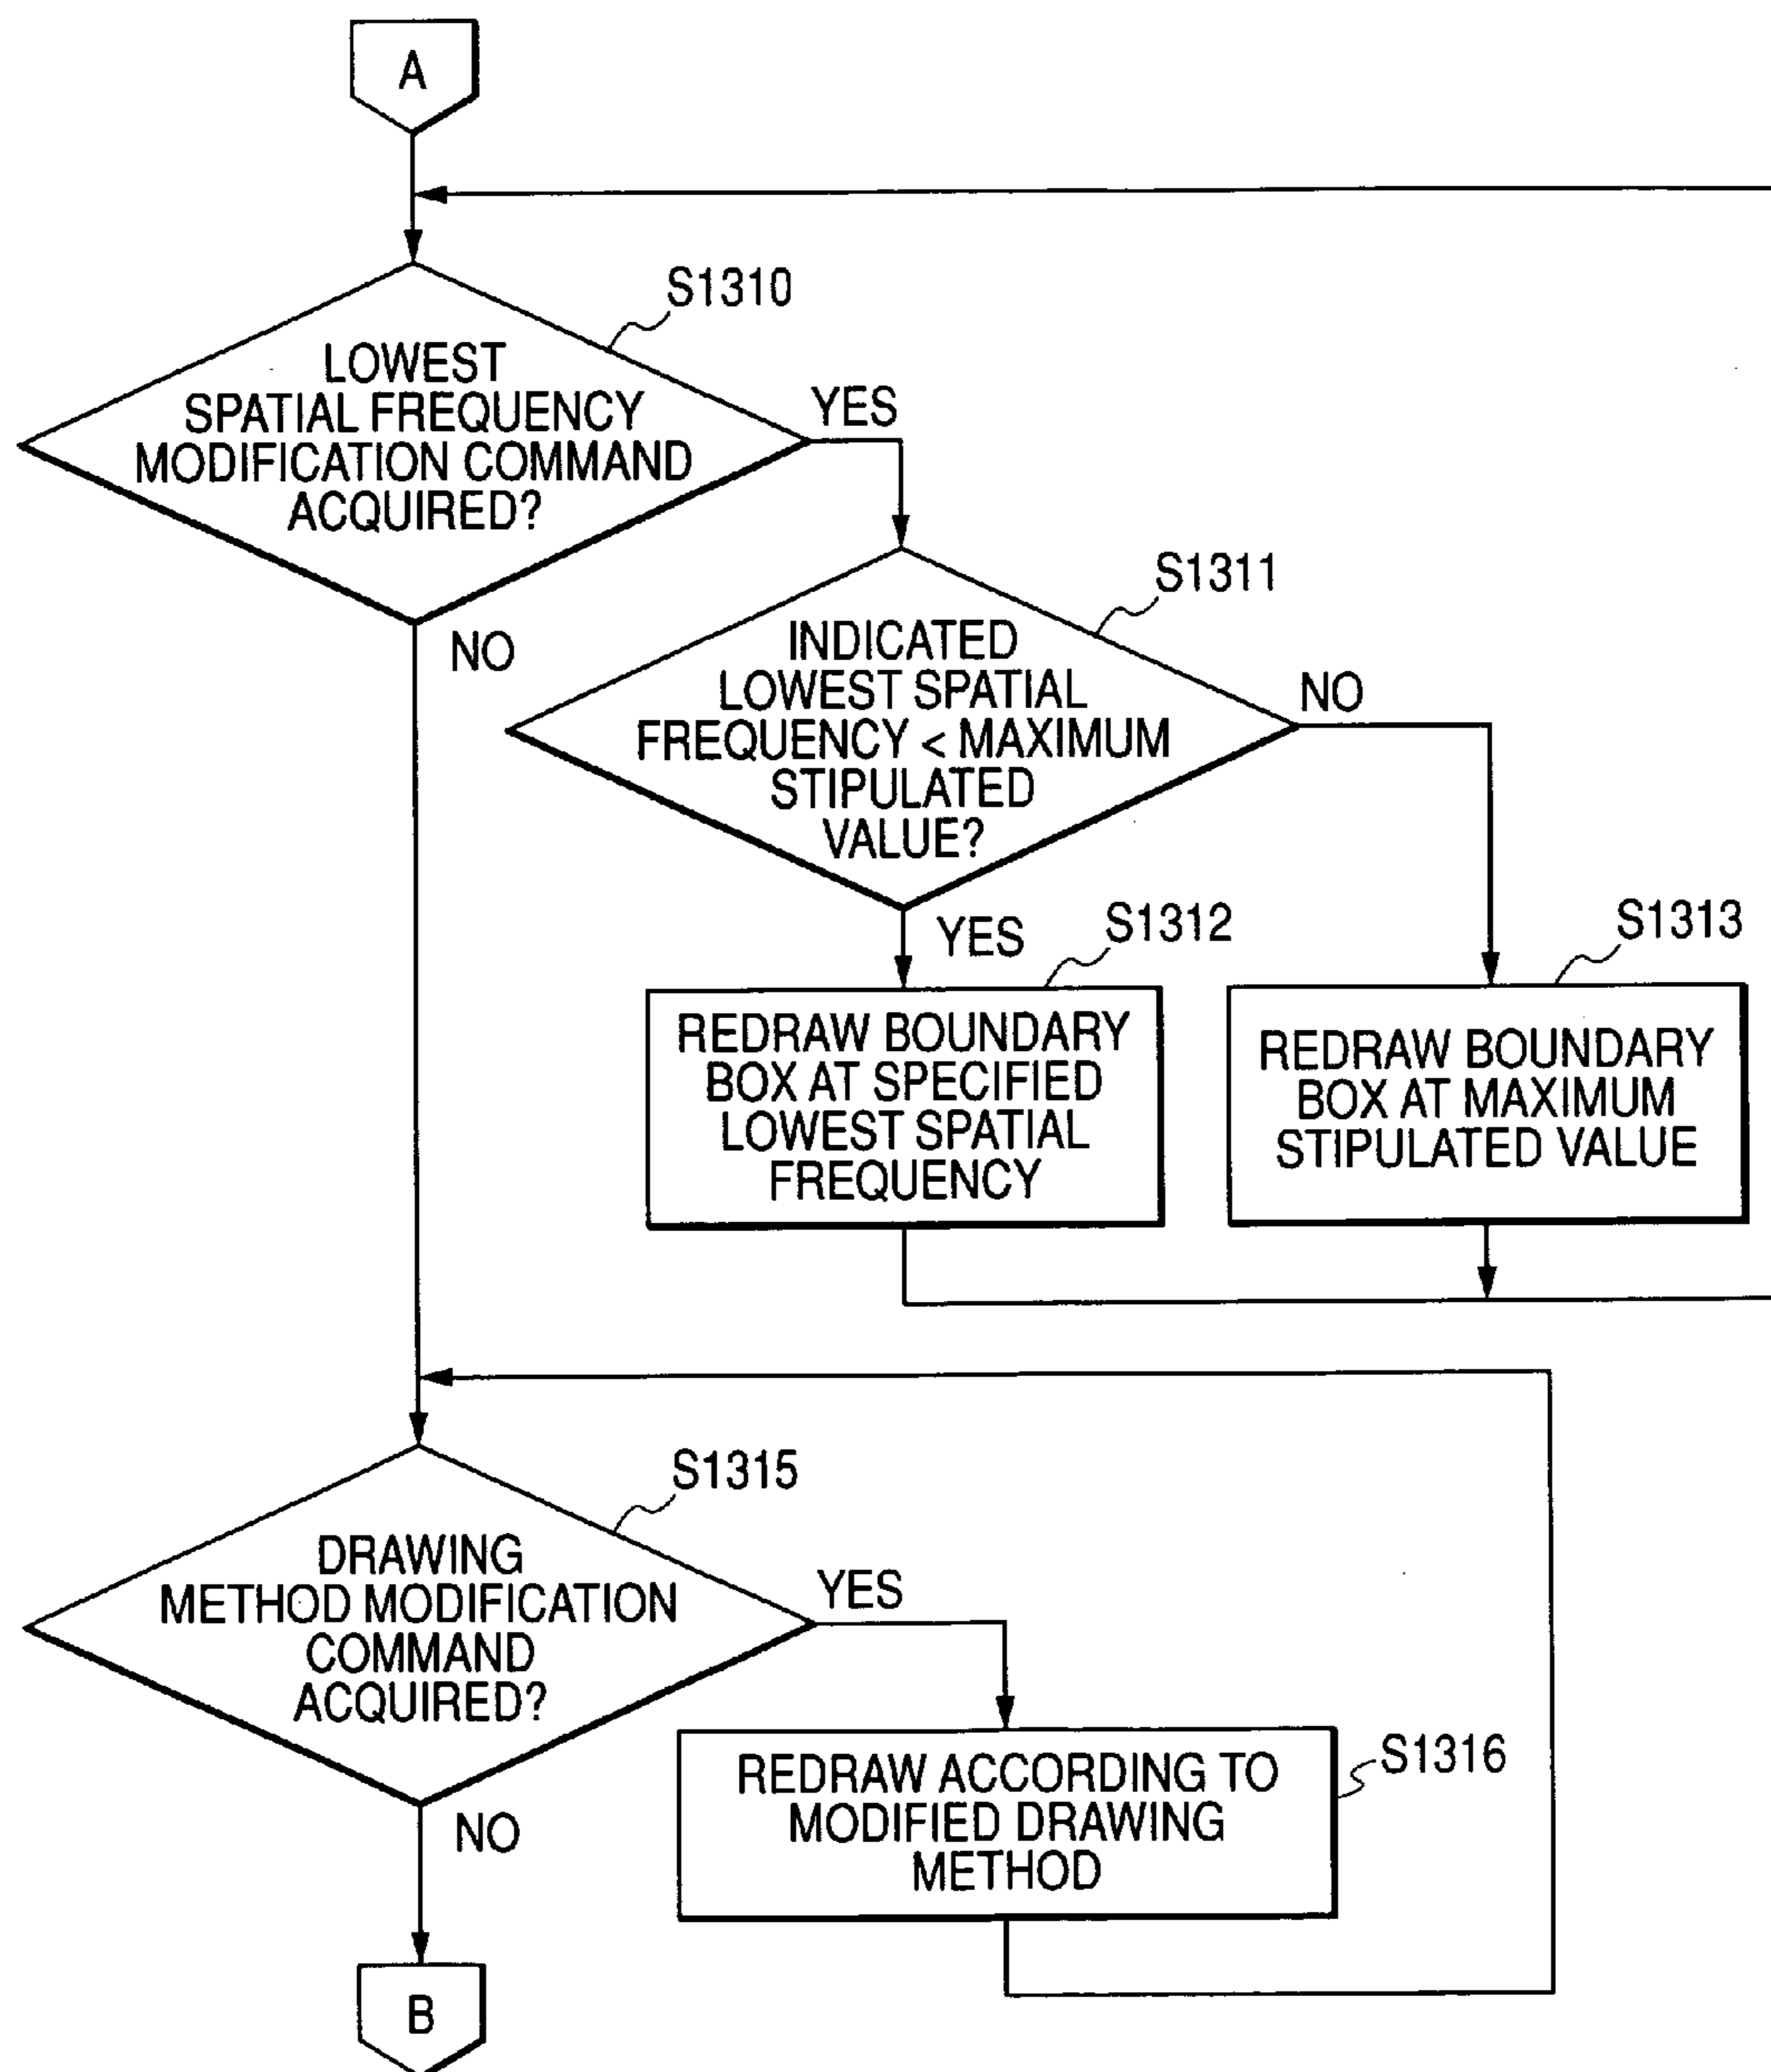 A
S1310
LOWEST
SPATIAL FREQUENCY
MODIFICATION COMMAND
ACQUIRED?
YES
NO
S1311
INDICATED
LOWEST SPATIAL
FREQUENCY < MAXIMUM
STIPULATED
VALUE?
NO
YES
S1312
REDRAW BOUNDARY
BOX AT SPECIFIED
LOWEST SPATIAL
FREQUENCY
S1313
REDRAW BOUNDARY
BOX AT MAXIMUM
STIPULATED VALUE
S1315
DRAWING
METHOD MODIFICATION
COMMAND
ACQUIRED?
YES
NO
S1316
REDRAW ACCORDING TO
MODIFIED DRAWING
METHOD
B